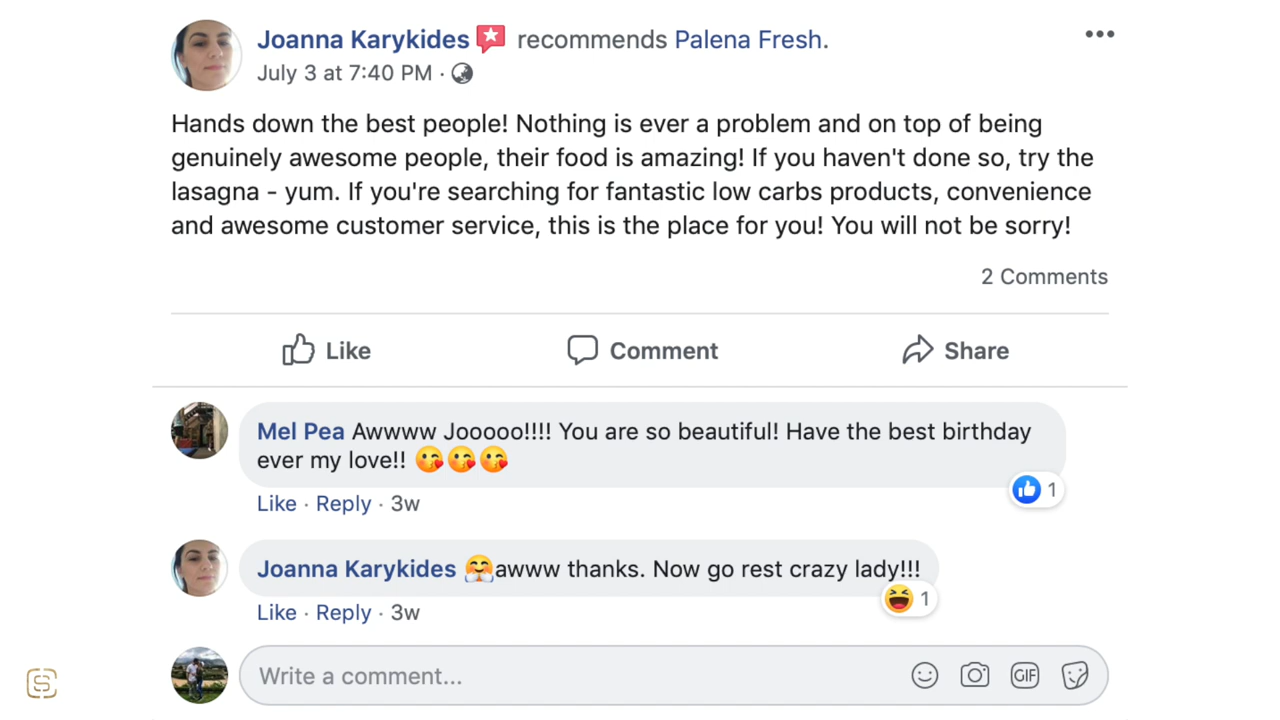 Joanna Karykides recommends Palena Fresh.
July 3 at 7:40 PM ·
Hands down the best people! Nothing is ever a problem and on top of being
genuinely awesome people, their food is amazing! If you haven't done so, try the
lasagna - yum. If you're searching for fantastic low carbs products, convenience
and awesome customer service, this is the place for you! You will not be sorry!
2 Comments
Like Comment Share
Mel Pea Awwww Jooooo!!!! You are so beautiful! Have the best birthday
ever my love!! 😘😘😘
1
Like · Reply · 3w
Joanna Karykides 🤗awww thanks. Now go rest crazy lady!!!
1
Like · Reply · 3w
Write a comment...
GIF
S